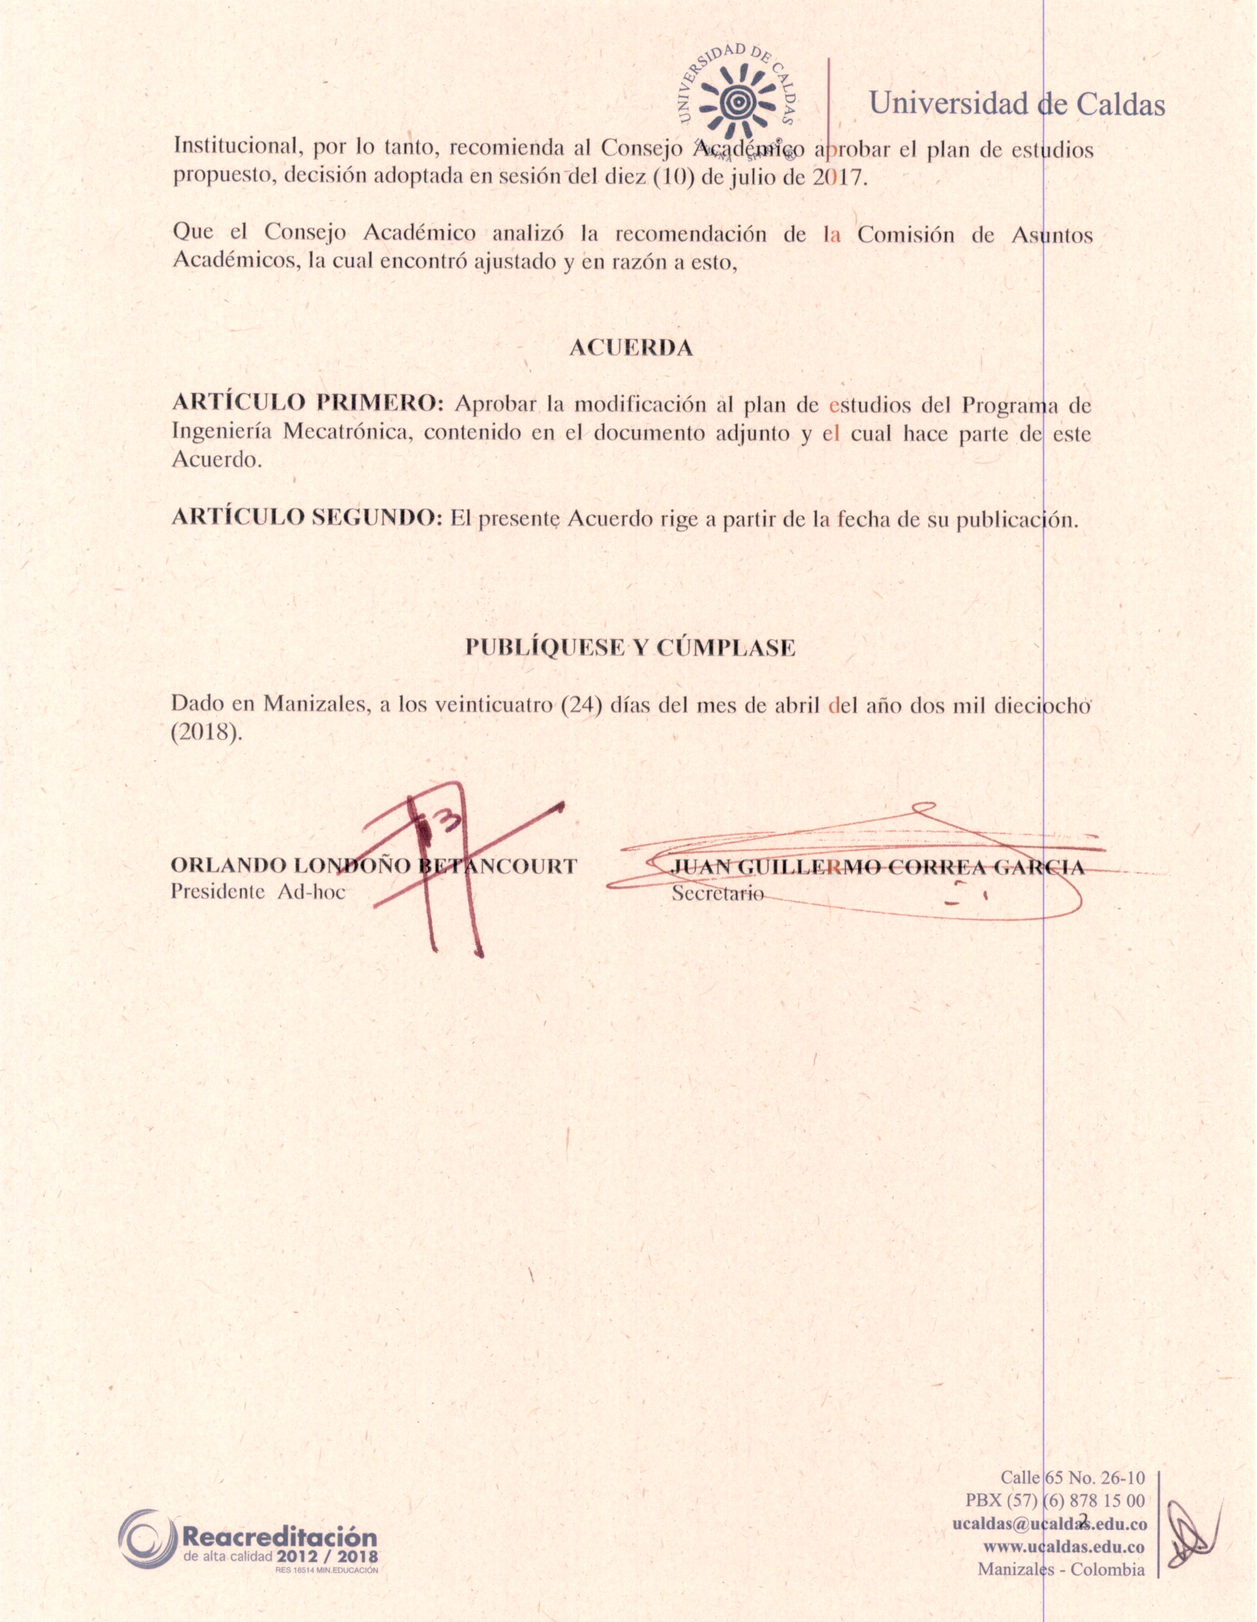 UNIVERSIDAD DE CALDAS
Universidad de Caldas
Institucional, por lo tanto, recomienda al Consejo Académico aprobar el plan de estudios
propuesto, decisión adoptada en sesión del diez (10) de julio de 2017.
Que el Consejo Académico analizó la recomendación de la Comisión de Asuntos
Académicos, la cual encontró ajustado y en razón a esto,
ACUERDA
ARTÍCULO PRIMERO: Aprobar la modificación al plan de estudios del Programa de
Ingeniería Mecatrónica, contenido en el documento adjunto y el cual hace parte de este
Acuerdo.
ARTÍCULO SEGUNDO: El presente Acuerdo rige a partir de la fecha de su publicación.
PUBLÍQUESE Y CÚMPLASE
Dado en Manizales, a los veinticuatro (24) días del mes de abril del año dos mil dieciocho
(2018).
ORLANDO LONDOÑO BETANCOURT
Presidente Ad-hoc
JUAN GUILLERMO CORREA GARCIA
Secretario
Reacreditación
de alta calidad 2012 / 2018
RES 16514 MIN.EDUCACIÓN
Calle 65 No. 26-10
PBX (57) (6) 878 15 00
ucaldas@ucaldas.edu.co
2
www.ucaldas.edu.co
Manizales - Colombia